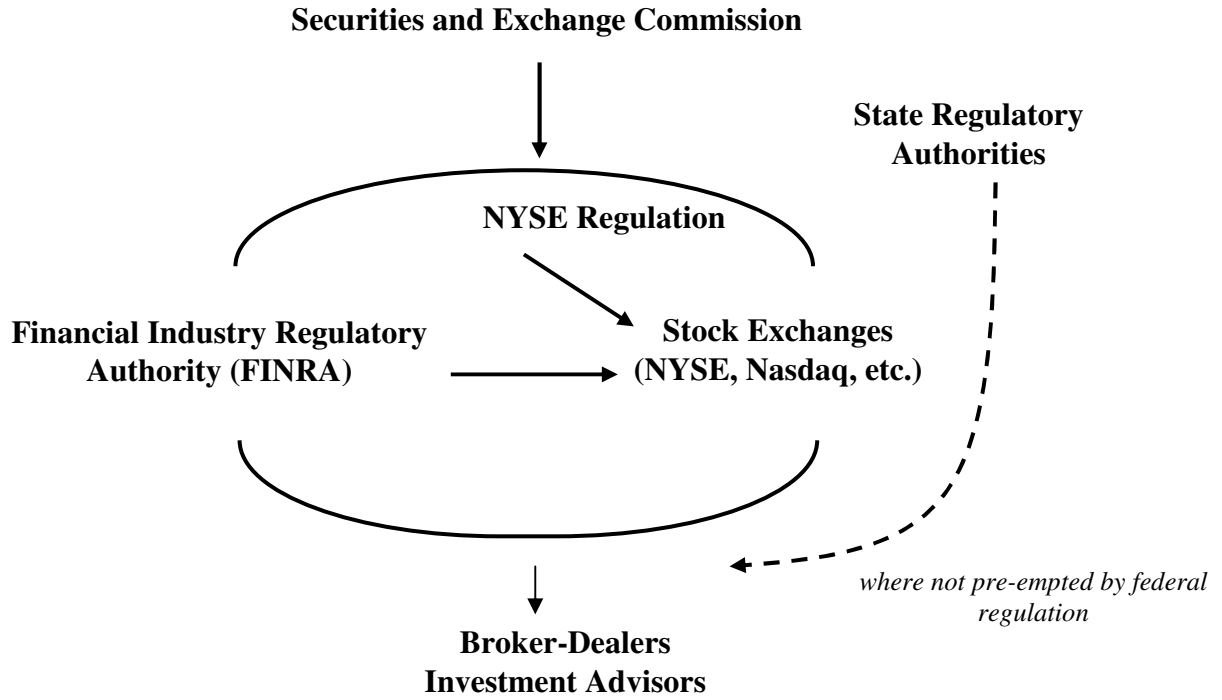 Securities and Exchange Commission
State Regulatory
Authorities
NYSE Regulation
Financial Industry Regulatory
Authority (FINRA)
Stock Exchanges
(NYSE, Nasdaq, etc.)
where not pre-empted by federal
regulation
Broker-Dealers
Investment Advisors